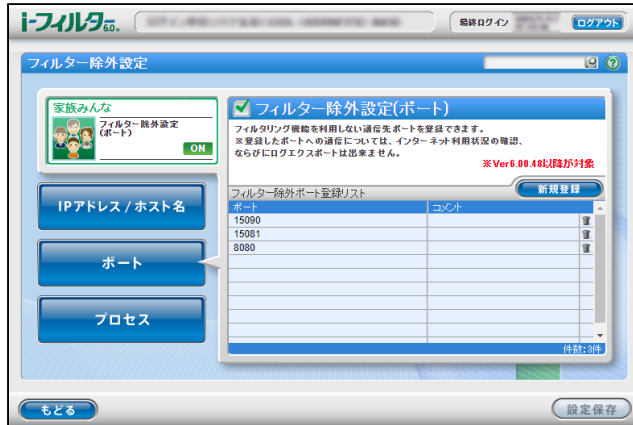 i-フィルター6.0.
最終ログイン
ログアウト
フィルター除外設定
家族みんな
フィルター除外設定
(ポート)
ON
IPアドレス / ホスト名
ポート
プロセス
フィルター除外設定(ポート)
フィルタリング機能を利用しない通信先ポートを登録できます。
※登録したポートへの通信については、インターネット利用状況の確認、
ならびにログエクスポートは出来ません。
※Ver6.00.48以降が対象
新規登録
フィルター除外ポート登録リスト
ポート コメント
15090
15081
8080
件数:3件
もどる
設定保存